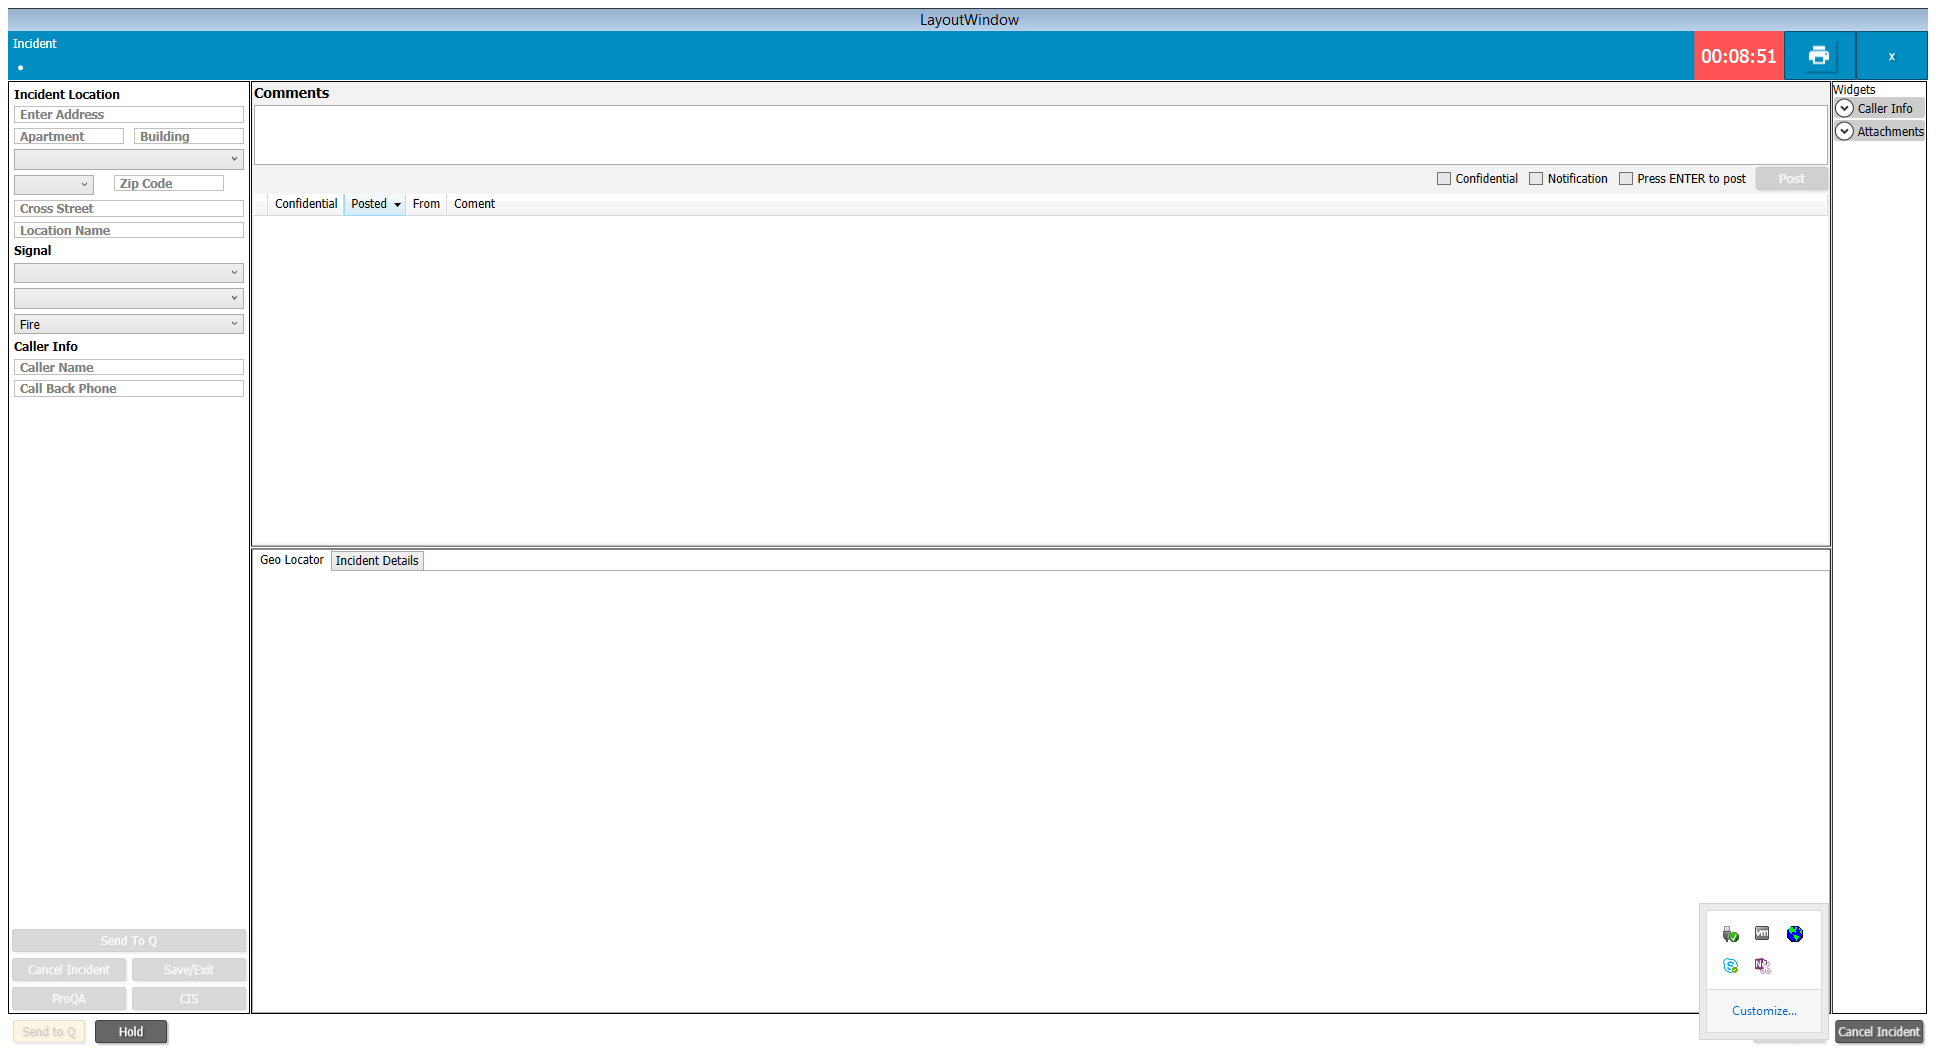 LayoutWindow
Incident
00:08:51
x
Incident Location
Enter Address
Apartment
Building
Zip Code
Cross Street
Location Name
Signal
Fire
Caller Info
Caller Name
Call Back Phone
Send To Q
Cancel Incident
Save/Exit
ProQA
CIS
Send to Q
Hold
Comments
Confidential
Notification
Press ENTER to post
Post
Confidential
Posted
From
Coment
Geo Locator
Incident Details
Widgets
Caller Info
Attachments
vm
S
N
Customize...
Cancel Incident